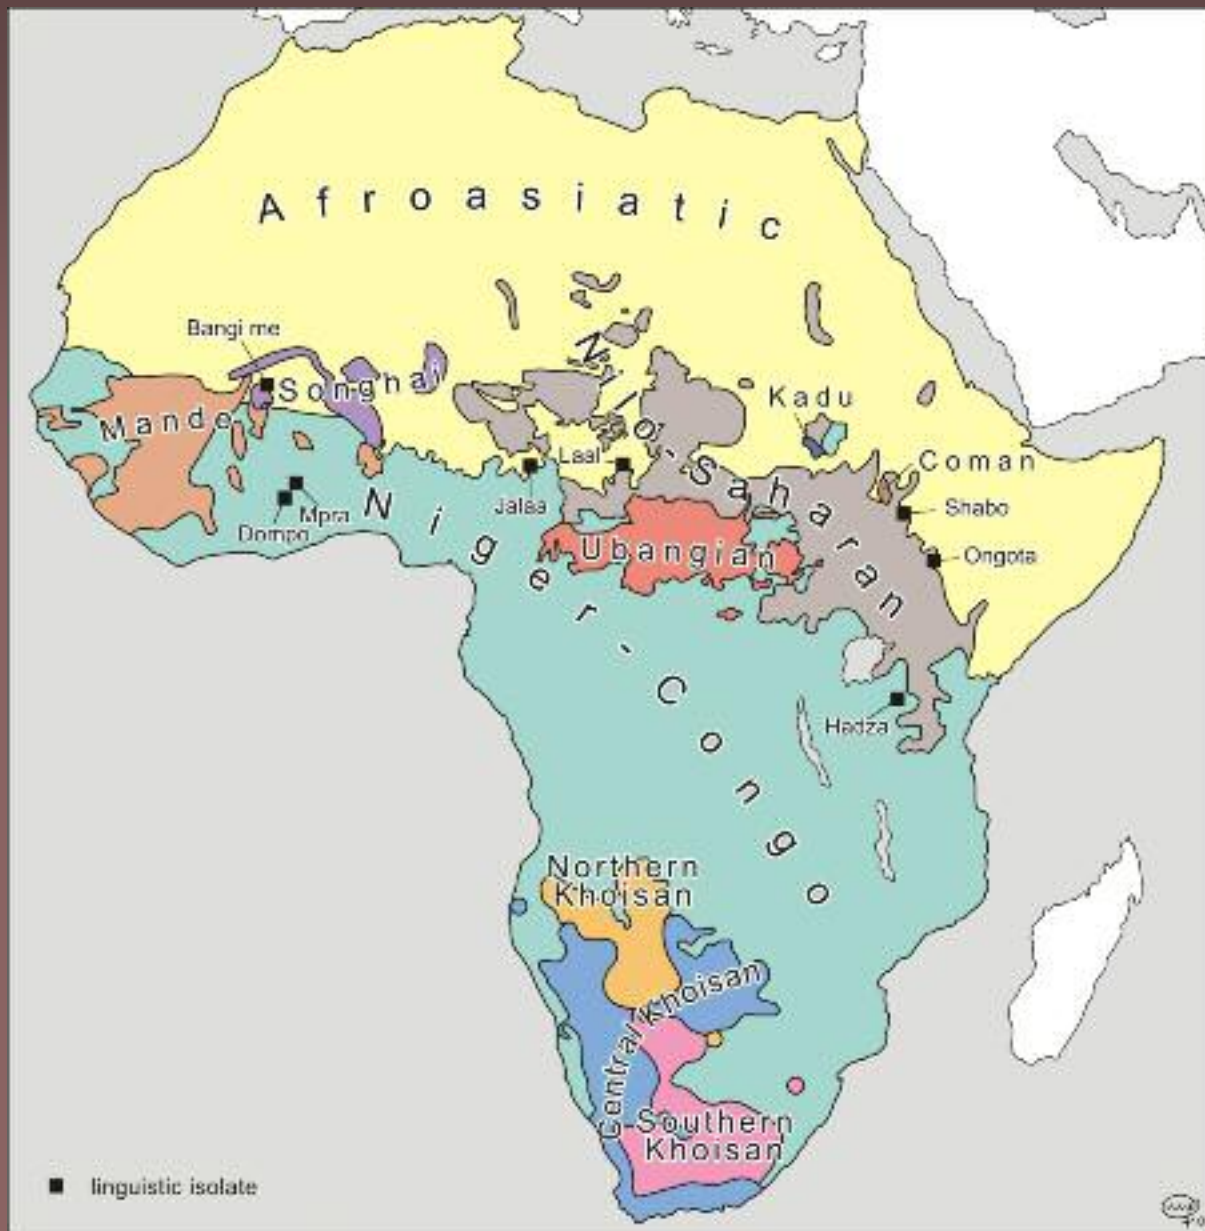 Afroasiatic
Bangi me
Songhai
Mande
Nilo-Saharan
Kadu
Coman
Laal
Jalaa
Shabo
Mpra
Dompo
Niger-Congo
Ubangian
Ongota
Hadza
Northern
Khoisan
Central Khoisan
Southern
Khoisan
linguistic isolate